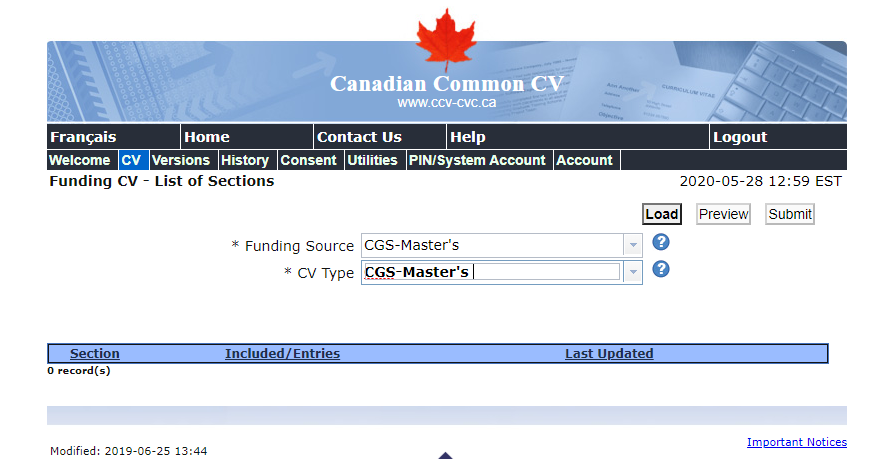 Canadian Common CV
www.ccv-cvc.ca
Français Home Contact Us Help Logout
Welcome CV Versions History Consent Utilities PIN/System Account Account
Funding CV - List of Sections 2020-05-28 12:59 EST
Load Preview Submit
* Funding Source CGS-Master's
* CV Type CGS-Master's
Section Included/Entries Last Updated
0 record(s)
Important Notices
Modified: 2019-06-25 13:44